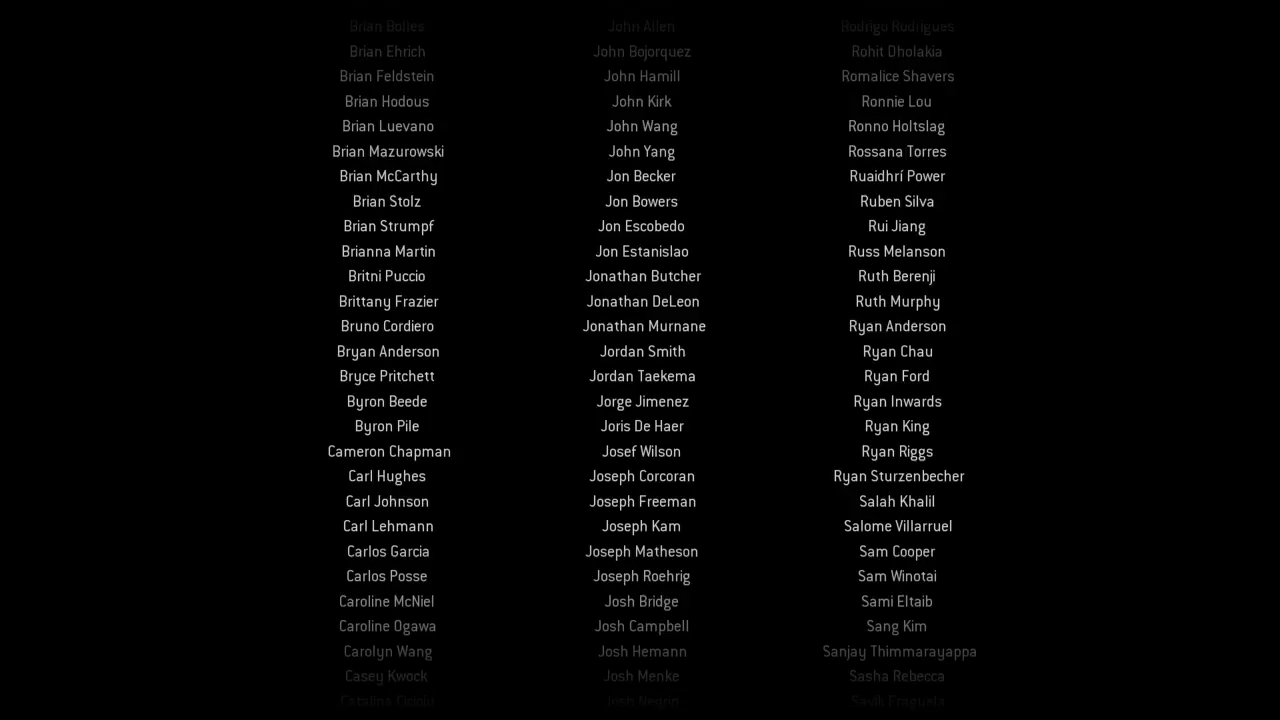 Brian Bolles
Brian Ehrich
Brian Feldstein
Brian Hodous
Brian Luevano
Brian Mazurowski
Brian McCarthy
Brian Stolz
Brian Strumpf
Brianna Martin
Britni Puccio
Brittany Frazier
Bruno Cordiero
Bryan Anderson
Bryce Pritchett
Byron Beede
Byron Pile
Cameron Chapman
Carl Hughes
Carl Johnson
Carl Lehmann
Carlos Garcia
Carlos Posse
Caroline McNiel
Caroline Ogawa
Carolyn Wang
Casey Kwock
Catalina
John Allen
John Bojorquez
John Hamill
John Kirk
John Wang
John Yang
Jon Becker
Jon Bowers
Jon Escobedo
Jon Estanislao
Jonathan Butcher
Jonathan DeLeon
Jonathan Murnane
Jordan Smith
Jordan Taekema
Jorge Jimenez
Joris De Haer
Josef Wilson
Joseph Corcoran
Joseph Freeman
Joseph Kam
Joseph Matheson
Joseph Roehrig
Josh Bridge
Josh Campbell
Josh Hemann
Josh Menke
Josh Negrin
Rodrigo Rodrigues
Rohit Dholakia
Romalice Shavers
Ronnie Lou
Ronno Holtslag
Rossana Torres
Ruaidhrí Power
Ruben Silva
Rui Jiang
Russ Melanson
Ruth Berenji
Ruth Murphy
Ryan Anderson
Ryan Chau
Ryan Ford
Ryan Inwards
Ryan King
Ryan Riggs
Ryan Sturzenbecher
Salah Khalil
Salome Villarruel
Sam Cooper
Sam Winotai
Sami Eltaib
Sang Kim
Sanjay Thimmarayappa
Sasha Rebecca